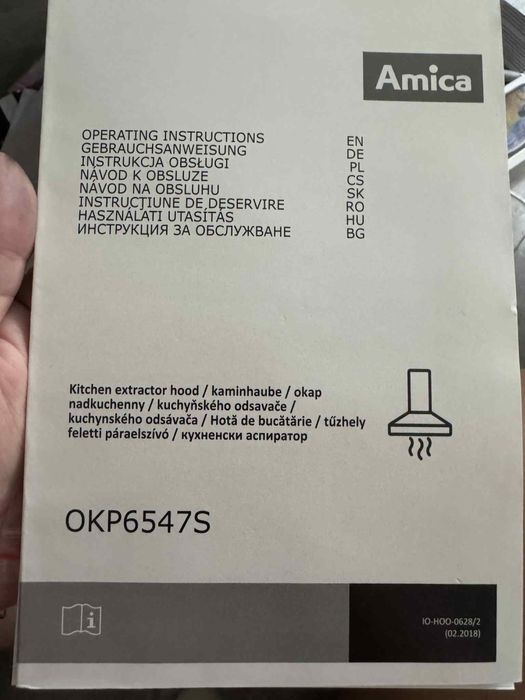 Amica
OPERATING INSTRUCTIONS EN
GEBRAUCHSANWEISUNG DE
INSTRUKCJA OBSŁUGI PL
NÁVOD K OBSLUZE CS
NÁVOD NA OBSLUHU SK
INSTRUCȚIUNE DE DESERVIRE RO
HASZNÁLATI UTASÍTÁS HU
ИНСТРУКЦИЯ ЗА ОБСЛУЖВАНЕ BG
Kitchen extractor hood / kaminhaube / okap
nadkuchenny / kuchyňského odsavače /
kuchynského odsávača / Hotă de bucătărie / tűzhely
feletti páraelszívó / кухненски аспиратор
OKP6547S
i
IO-HOO-0628/2
(02.2018)